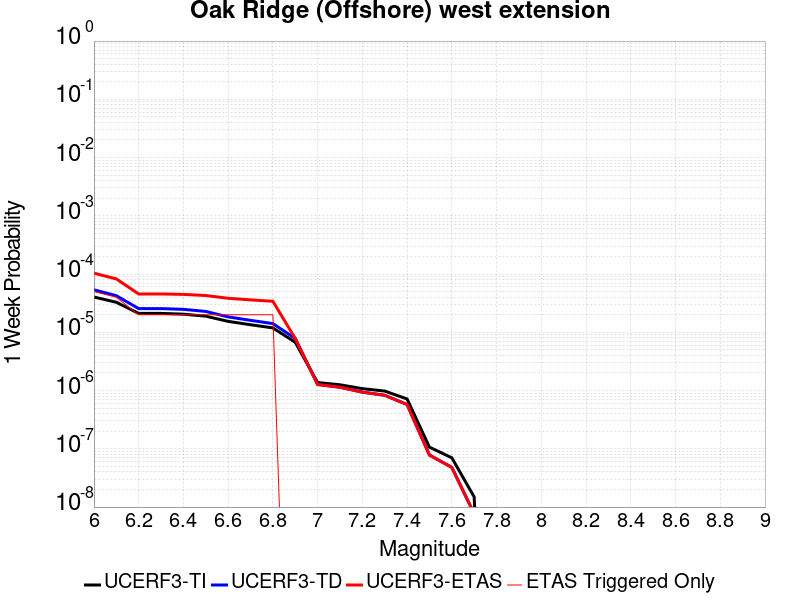 Oak Ridge (Offshore) west extension
10^0
10^-1
10^-2
10^-3
10^-4
10^-5
10^-6
10^-7
10^-8
1 Week Probability
6 6.2 6.4 6.6 6.8 7 7.2 7.4 7.6 7.8 8 8.2 8.4 8.6 8.8 9
Magnitude
UCERF3-TI UCERF3-TD UCERF3-ETAS ETAS Triggered Only